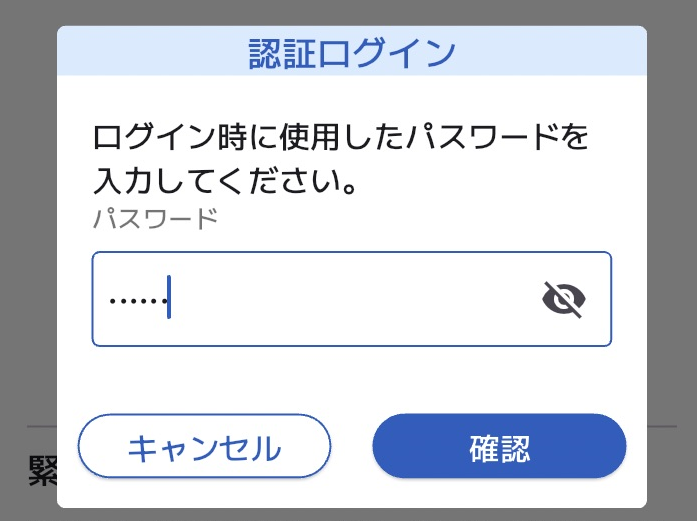 認証ログイン
ログイン時に使用したパスワードを
入力してください。
パスワード
••••••
キャンセル
確認
緊